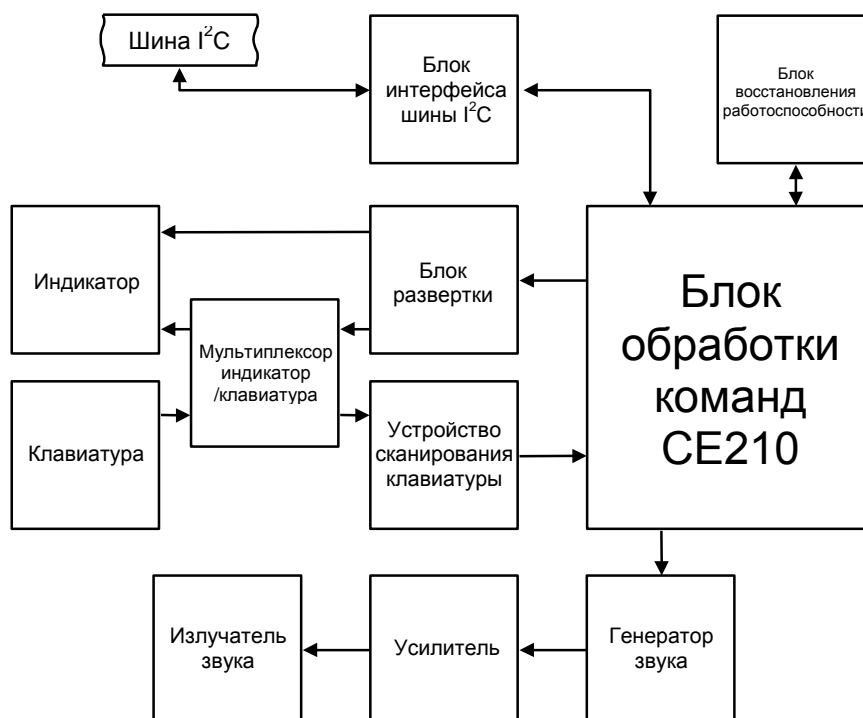 Шина I²C
Блок
интерфейса
шины I²C
Блок
восстановления
работоспособности
Индикатор
Блок
развертки
Блок
обработки
команд
СЕ210
Мультиплексор
индикатор
/клавиатура
Клавиатура
Устройство
сканирования
клавиатуры
Излучатель
звука
Усилитель
Генератор
звука